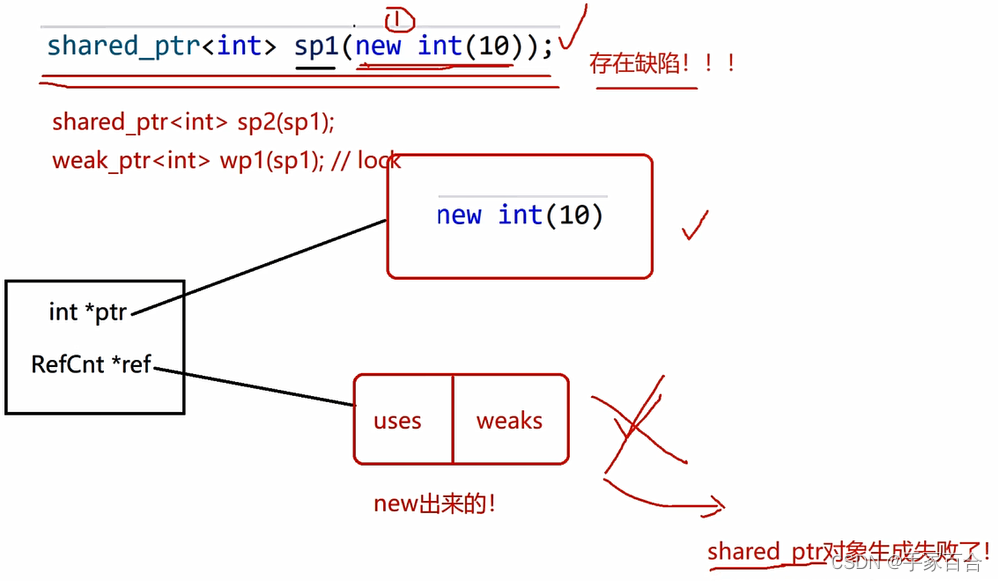 ①
shared_ptr<int> sp1(new int(10));
存在缺陷！！！
shared_ptr<int> sp2(sp1);
weak_ptr<int> wp1(sp1); // lock
new int(10)
int *ptr
RefCnt *ref
uses
weaks
new出来的！
shared_ptr对象生成失败了！
CSDN @李家百合